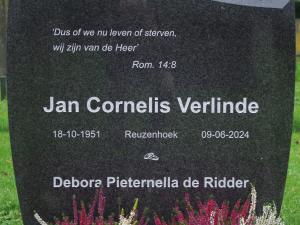 ‘Dus of we nu leven of sterven,
wij zijn van de Heer’
Rom. 14:8
Jan Cornelis Verlinde
18-10-1951 Reuzenhoek 09-06-2024
Debora Pieternella de Ridder